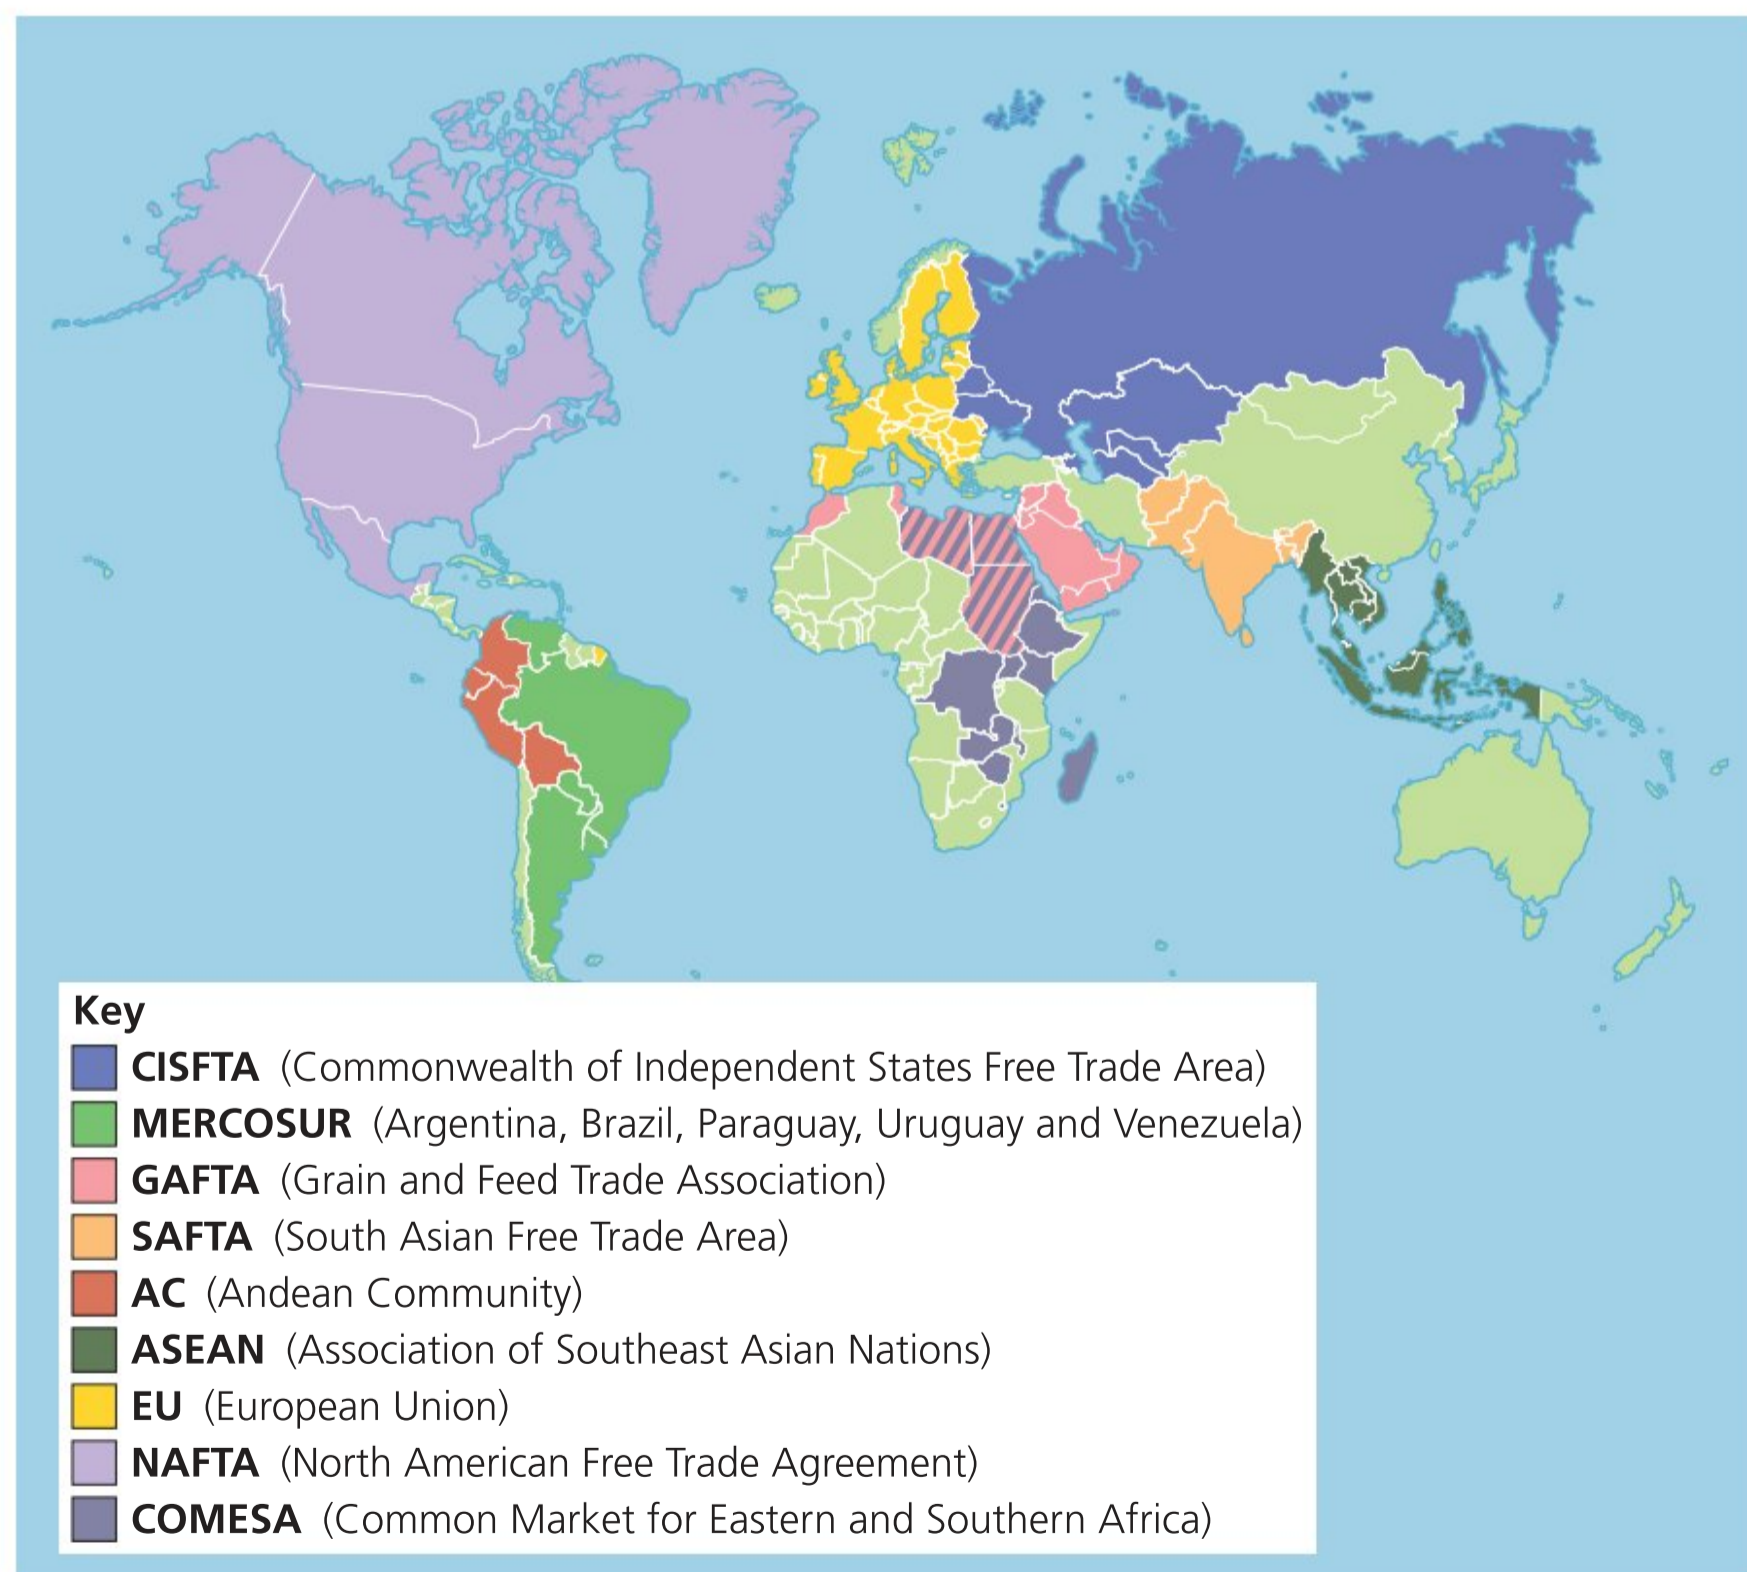 Key
CISFTA (Commonwealth of Independent States Free Trade Area)
MERCOSUR (Argentina, Brazil, Paraguay, Uruguay and Venezuela)
GAFTA (Grain and Feed Trade Association)
SAFTA (South Asian Free Trade Area)
AC (Andean Community)
ASEAN (Association of Southeast Asian Nations)
EU (European Union)
NAFTA (North American Free Trade Agreement)
COMESA (Common Market for Eastern and Southern Africa)